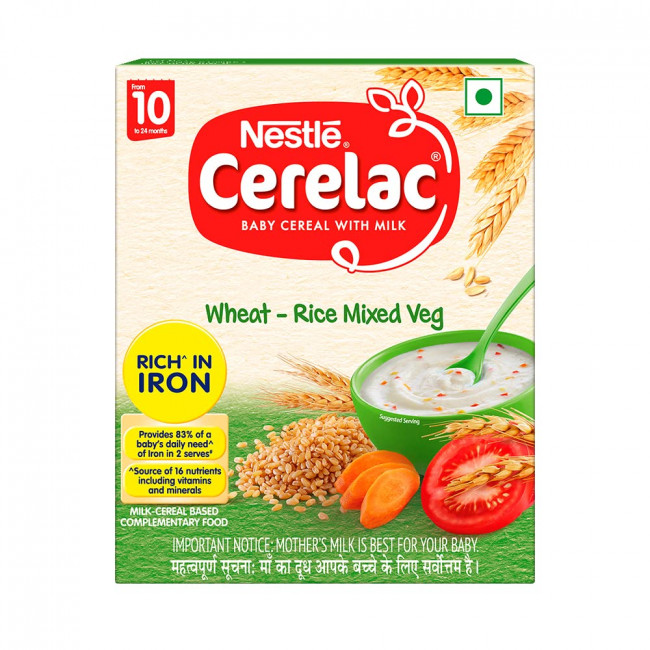 From
10
to 24 months
Nestlé®
Cerelac®
BABY CEREAL WITH MILK
Wheat - Rice Mixed Veg
RICH^ IN
IRON
Provides 83% of a
baby's daily need^
of Iron in 2 serves#
^Source of 16 nutrients
including vitamins
and minerals
MILK-CEREAL BASED
COMPLEMENTARY FOOD
Suggested Serving
IMPORTANT NOTICE: MOTHER'S MILK IS BEST FOR YOUR BABY.
महत्वपूर्ण सूचना: माँ का दूध आपके बच्चे के लिए सर्वोत्तम है।